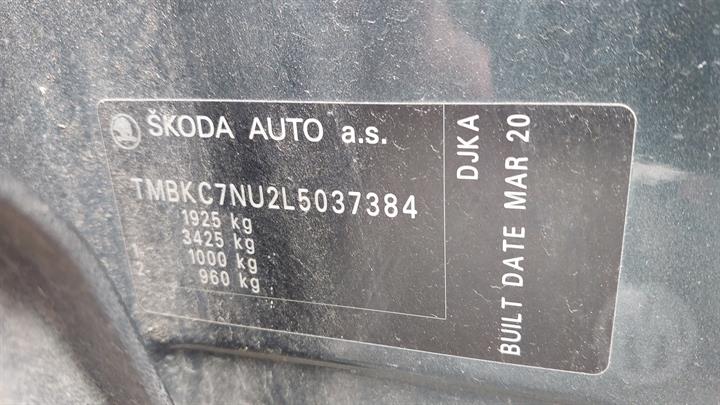 ŠKODA AUTO a.s.
TMBKC7NU2L5037384
1925 kg
3425 kg
1- 1000 kg
2- 960 kg
DJKA
BUILT DATE MAR 20